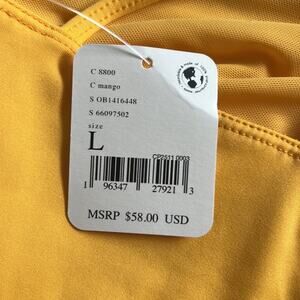 C 8800
C mango
S OB1416448
S 66097502
size
L
CP2511 0003
1 96347 27921 3
MSRP $58.00 USD